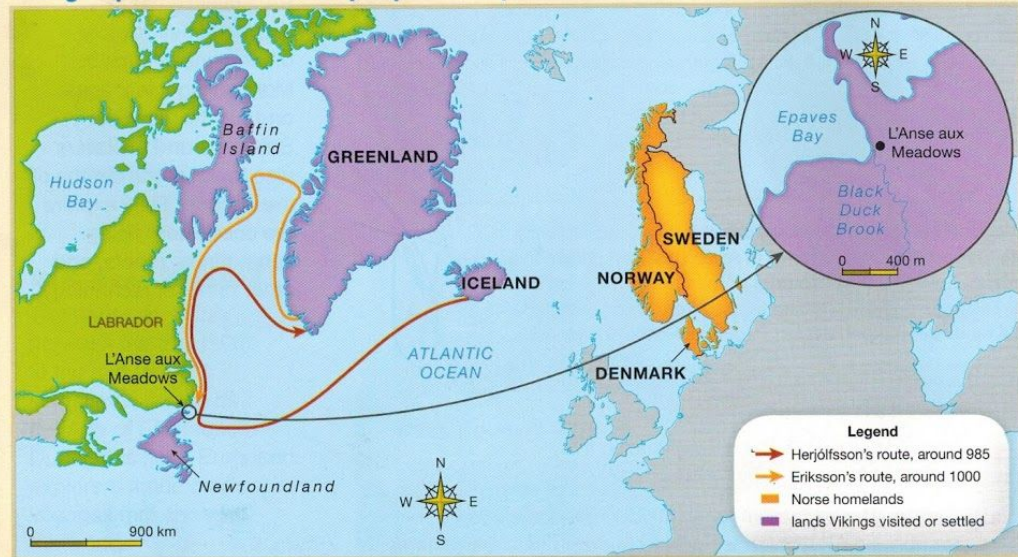 Baffin
Island
GREENLAND
Hudson
Bay
ICELAND
SWEDEN
NORWAY
DENMARK
LABRADOR
L'Anse aux
Meadows
ATLANTIC
OCEAN
Newfoundland
N
W E
S
0 900 km
N
W E
S
Epaves
Bay
L'Anse aux
Meadows
Black
Duck
Brook
0 400 m
Legend
Herjólfsson's route, around 985
Eriksson's route, around 1000
Norse homelands
lands Vikings visited or settled